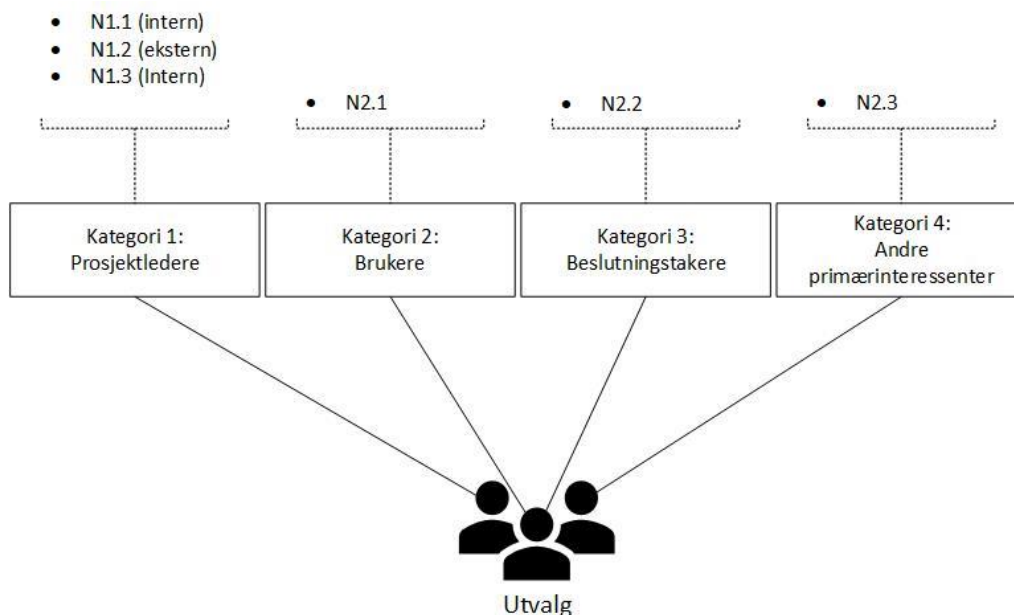 • N1.1 (intern)
• N1.2 (ekstern)
• N1.3 (Intern)
• N2.1
• N2.2
• N2.3
Kategori 1:
Prosjektledere
Kategori 2:
Brukere
Kategori 3:
Beslutningstakere
Kategori 4:
Andre
primærinteressenter
Utvalg